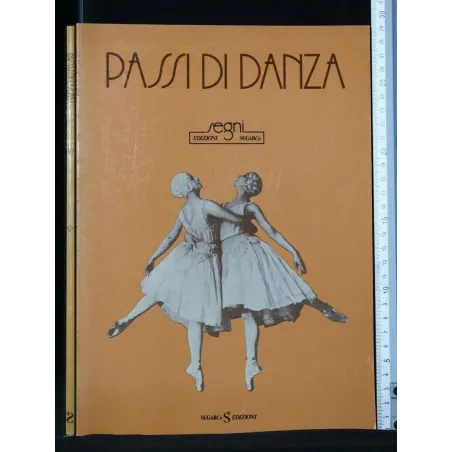 PASSI DI DANZA
segni
EDIZIONI SUGARCo
SUGARCo S EDIZIONI